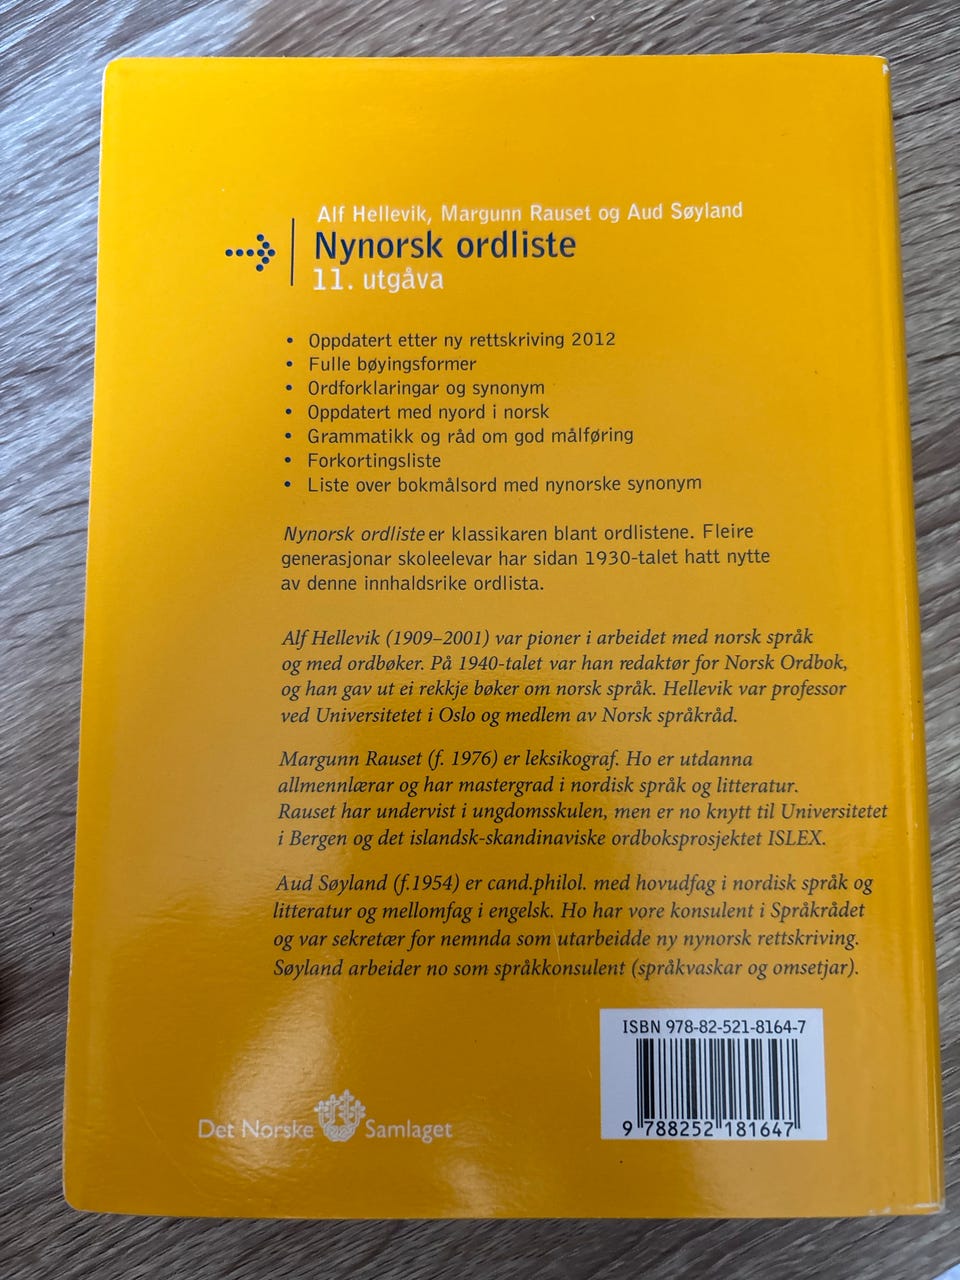 Alf Hellevik, Margunn Rauset og Aud Søyland
Nynorsk ordliste
11. utgåva
• Oppdatert etter ny rettskriving 2012
• Fulle bøyingsformer
• Ordforklaringar og synonym
• Oppdatert med nyord i norsk
• Grammatikk og råd om god målføring
• Forkortingsliste
• Liste over bokmålsord med nynorske synonym
Nynorsk ordliste er klassikaren blant ordlistene. Fleire
generasjonar skoleelevar har sidan 1930-talet hatt nytte
av denne innhaldsrike ordlista.
Alf Hellevik (1909–2001) var pioner i arbeidet med norsk språk
og med ordbøker. På 1940-talet var han redaktør for Norsk Ordbok,
og han gav ut ei rekkje bøker om norsk språk. Hellevik var professor
ved Universitetet i Oslo og medlem av Norsk språkråd.
Margunn Rauset (f. 1976) er leksikograf. Ho er utdanna
allmennlærar og har mastergrad i nordisk språk og litteratur.
Rauset har undervist i ungdomsskulen, men er no knytt til Universitetet
i Bergen og det islandsk-skandinaviske ordboksprosjektet ISLEX.
Aud Søyland (f.1954) er cand.philol. med hovudfag i nordisk språk og
litteratur og mellomfag i engelsk. Ho har vore konsulent i Språkrådet
og var sekretær for nemnda som utarbeidde ny nynorsk rettskriving.
Søyland arbeider no som språkkonsulent (språkvaskar og omsetjar).
ISBN 978-82-521-8164-7
9 788252 181647
Det Norske Samlaget